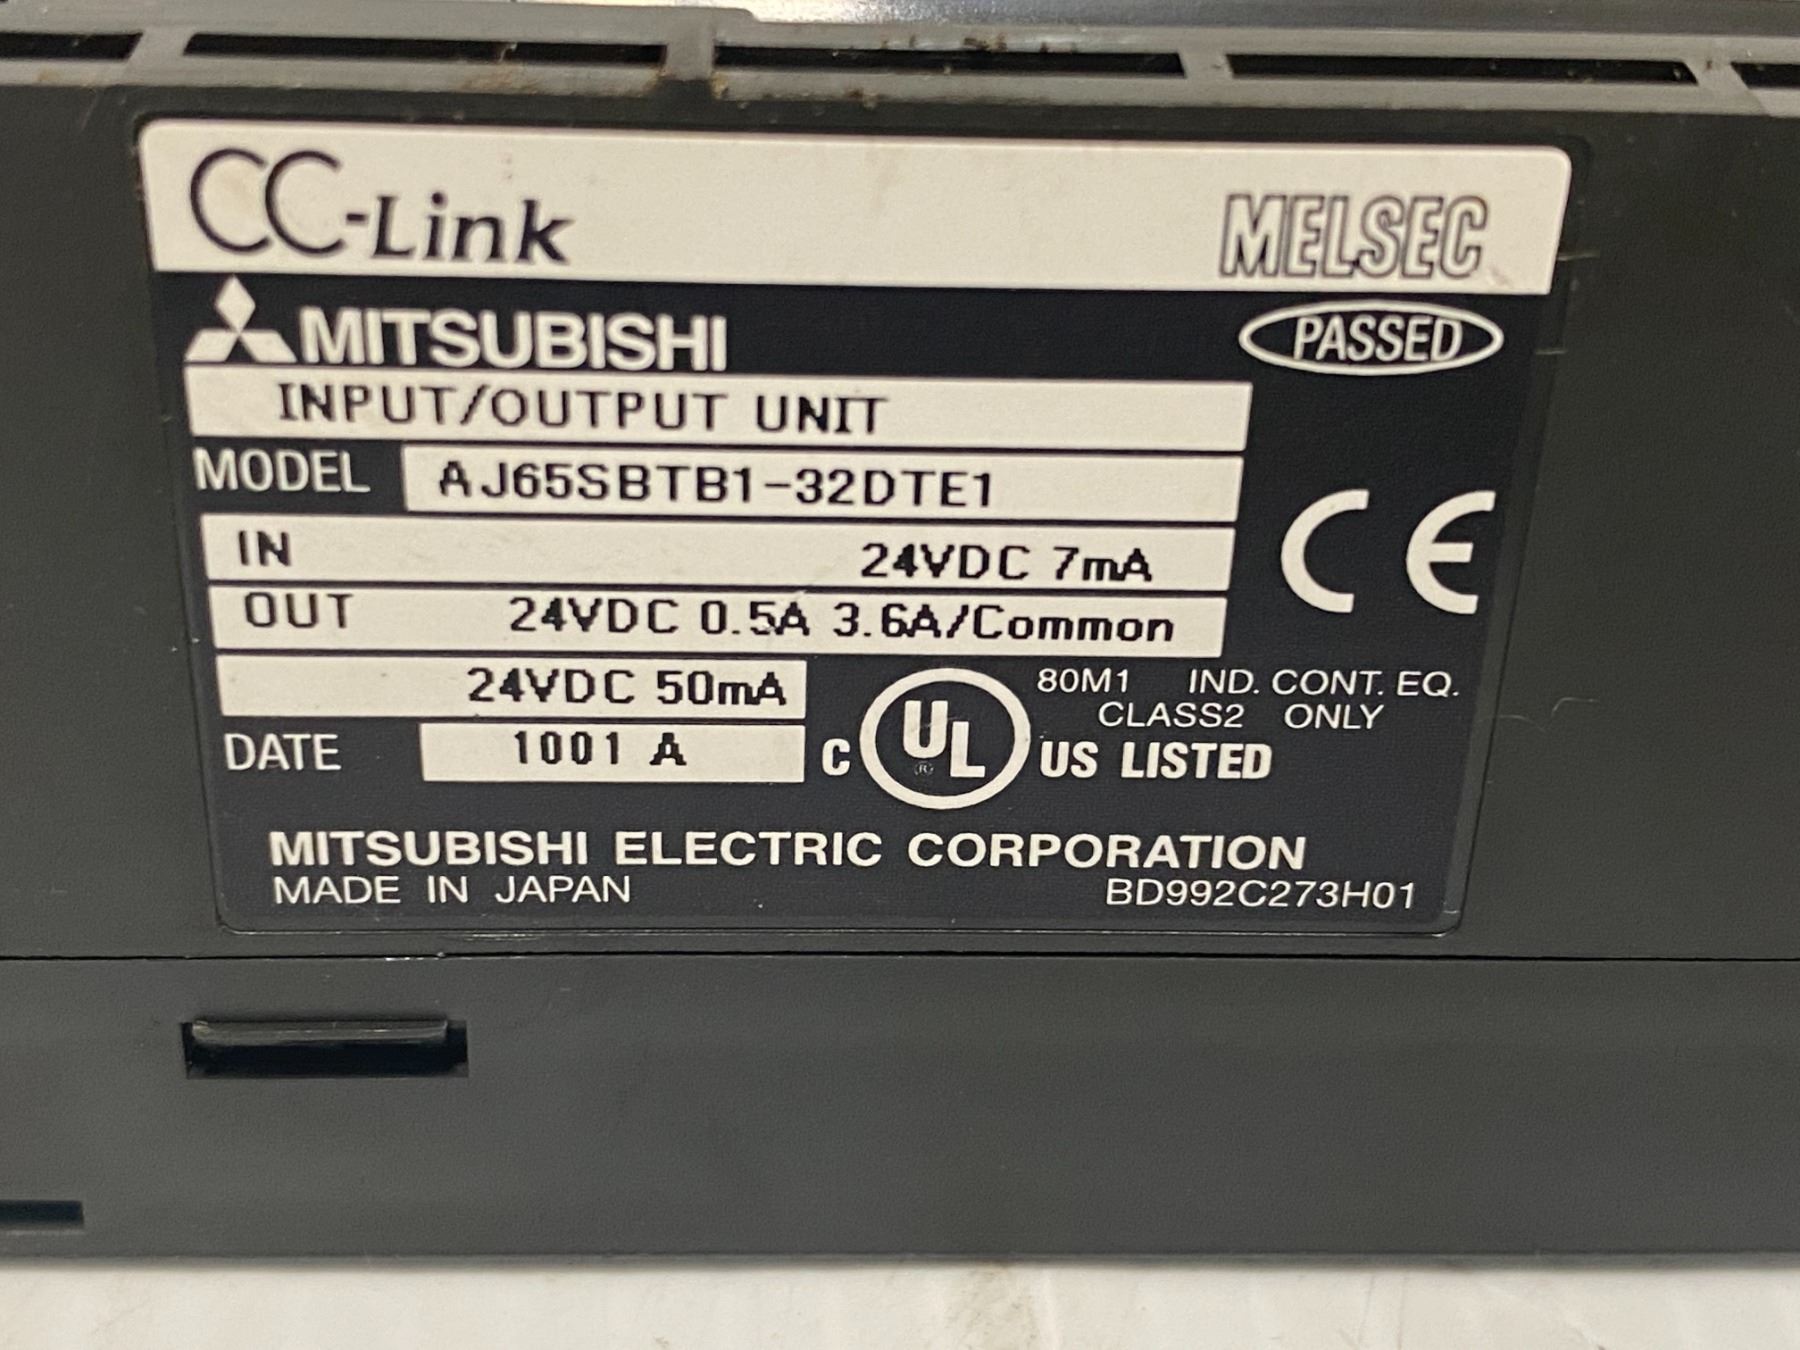 CC-Link MELSEC
MITSUBISHI PASSED
INPUT/OUTPUT UNIT
MODEL AJ65SBTB1-32DTE1
IN 24VDC 7mA
OUT 24VDC 0.5A 3.6A/Common
24VDC 50mA
DATE 1001 A
CE
80M1 IND. CONT. EQ.
CLASS2 ONLY
C UL ® US LISTED
MITSUBISHI ELECTRIC CORPORATION
MADE IN JAPAN BD992C273H01